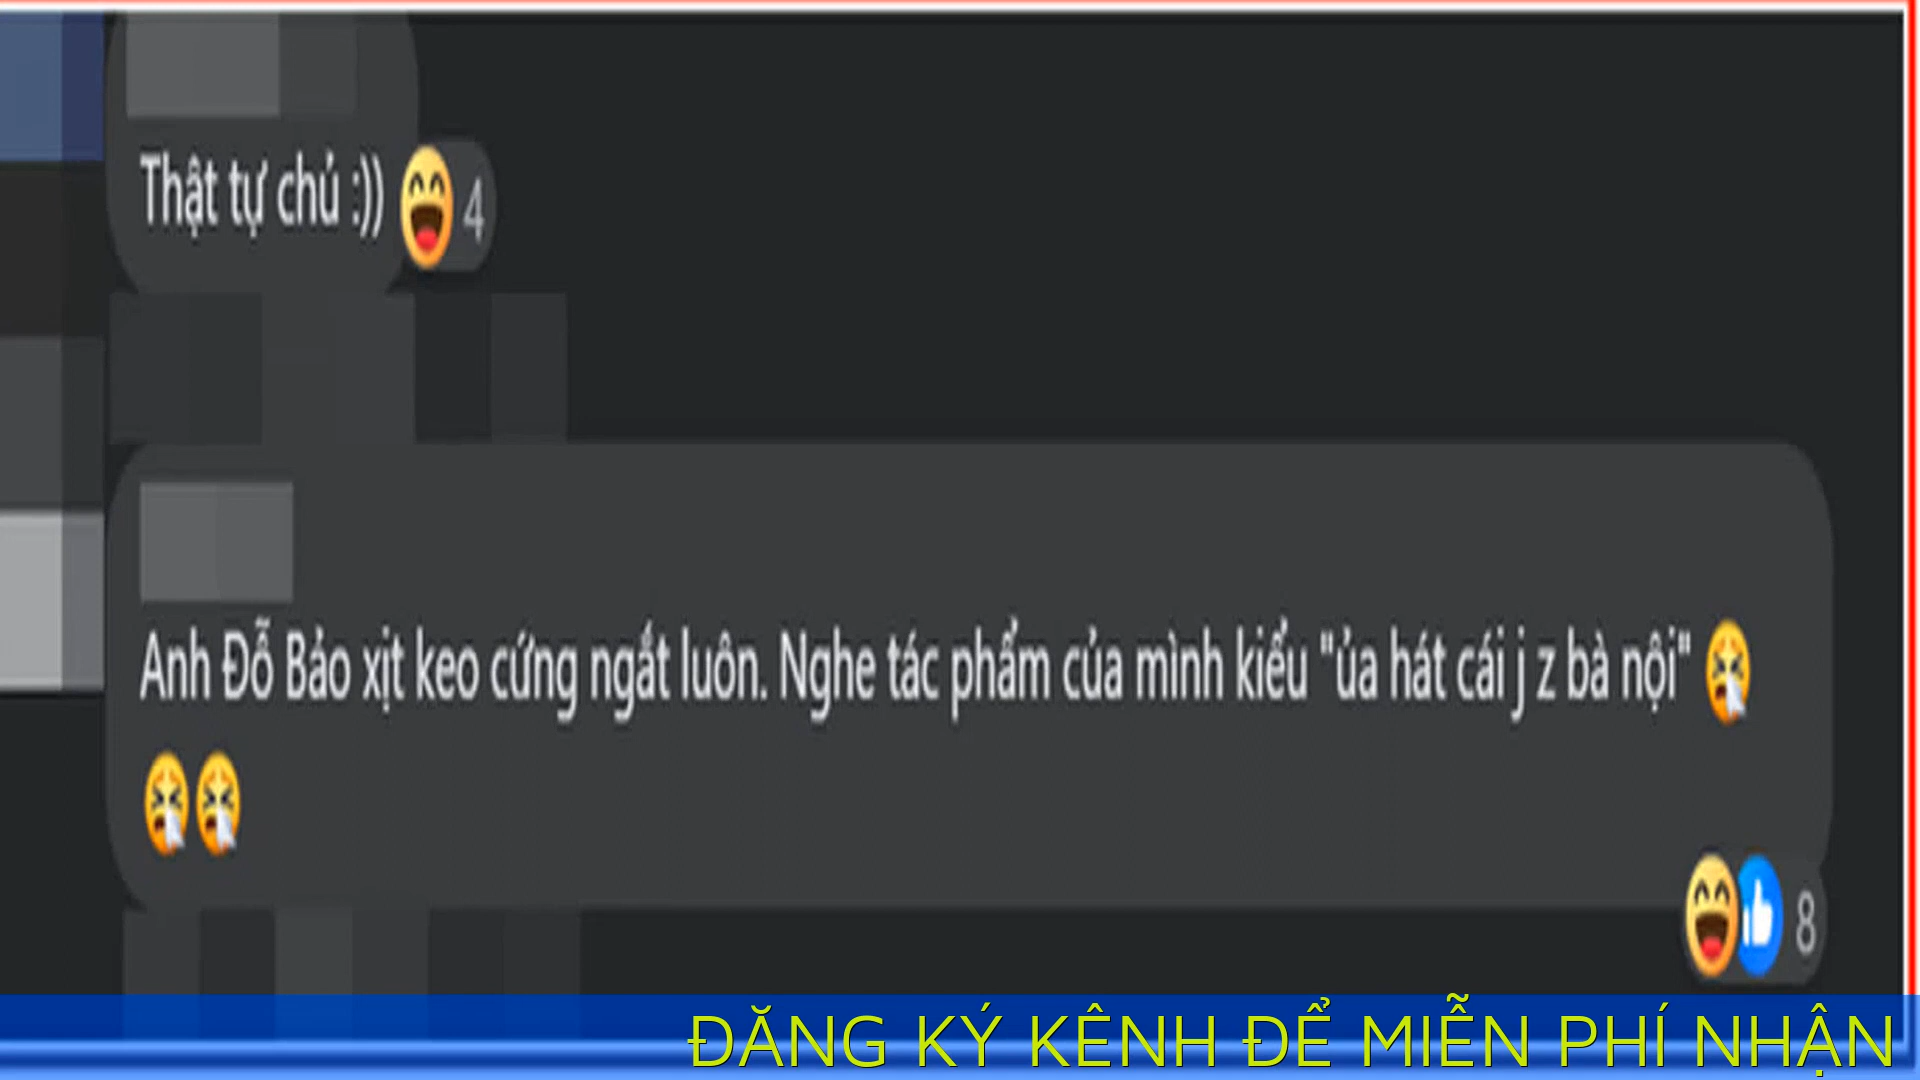 Thật tự chủ :)) 😆 4
Anh Đỗ Bảo xịt keo cứng ngắt luôn. Nghe tác phẩm của mình kiểu "ủa hát cái j z bà nội" 🤧
🤧🤧
8
ĐĂNG KÝ KÊNH ĐỂ MIỄN PHÍ NHẬN